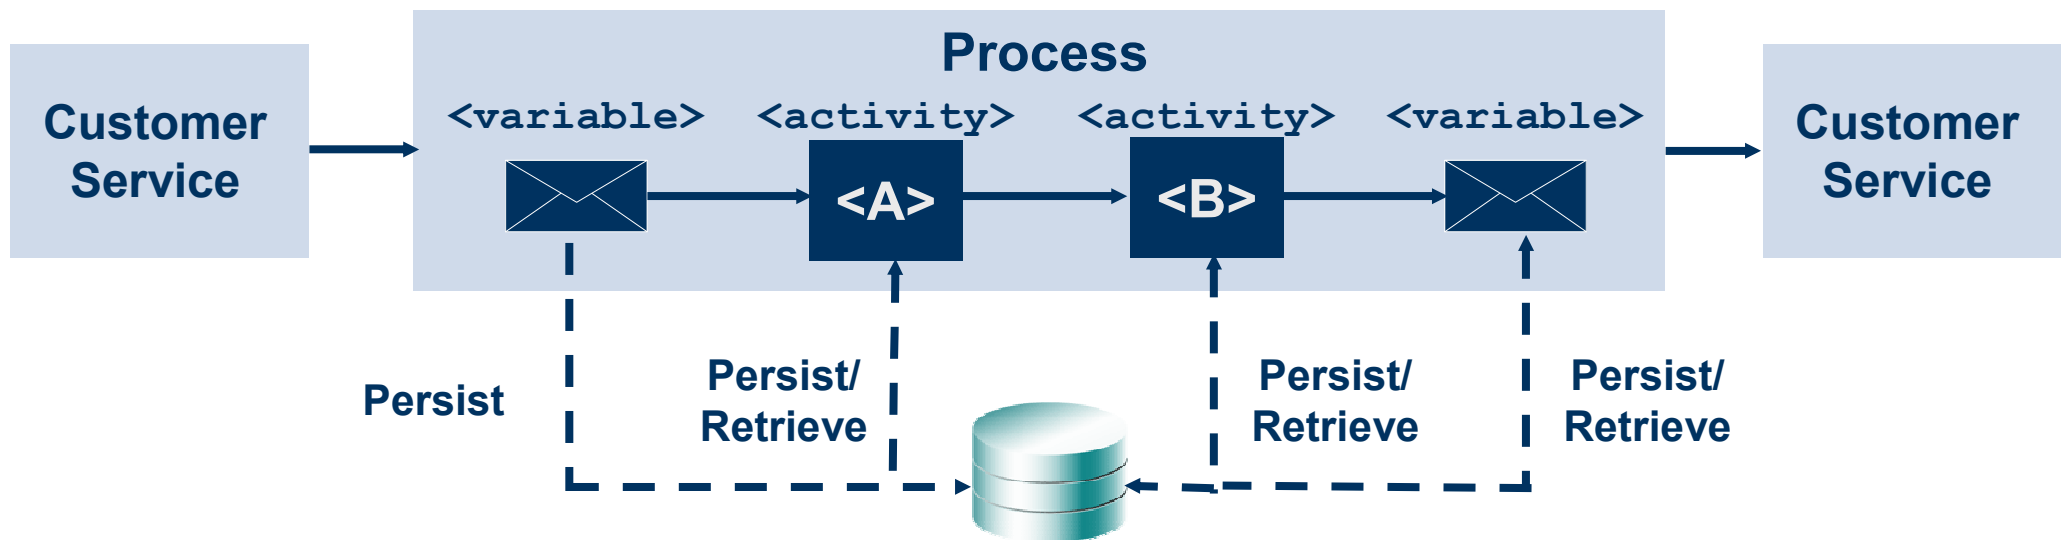 Process
Customer
Service
<variable> <activity> <activity> <variable>
<A>
<B>
Customer
Service
Persist
Persist/
Retrieve
Persist/
Retrieve
Persist/
Retrieve